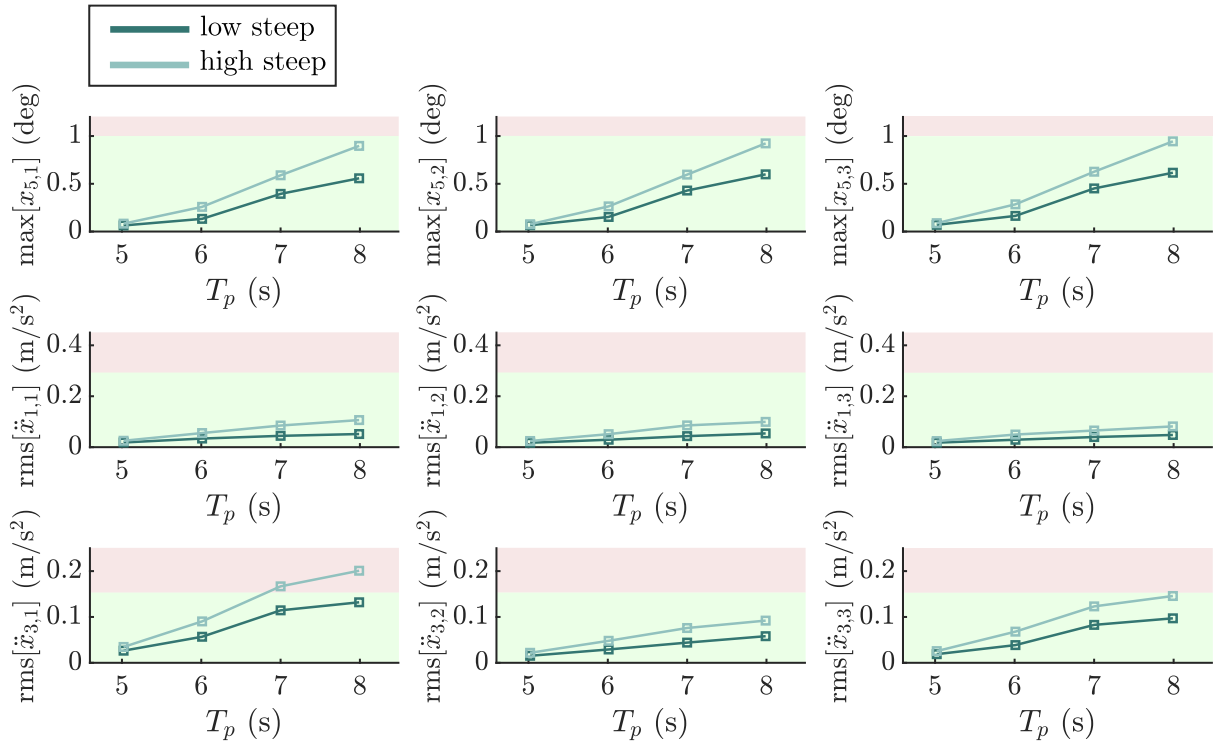 low steep
high steep
max[x₅,₁] (deg)
1
0.5
0
5 6 7 8
Tₚ (s)
max[x₅,₂] (deg)
1
0.5
0
5 6 7 8
Tₚ (s)
max[x₅,₃] (deg)
1
0.5
0
5 6 7 8
Tₚ (s)
rms[ẍ₁,₁] (m/s²)
0.4
0.2
0
5 6 7 8
Tₚ (s)
rms[ẍ₁,₂] (m/s²)
0.4
0.2
0
5 6 7 8
Tₚ (s)
rms[ẍ₁,₃] (m/s²)
0.4
0.2
0
5 6 7 8
Tₚ (s)
rms[ẍ₃,₁] (m/s²)
0.2
0.1
0
5 6 7 8
Tₚ (s)
rms[ẍ₃,₂] (m/s²)
0.2
0.1
0
5 6 7 8
Tₚ (s)
rms[ẍ₃,₃] (m/s²)
0.2
0.1
0
5 6 7 8
Tₚ (s)